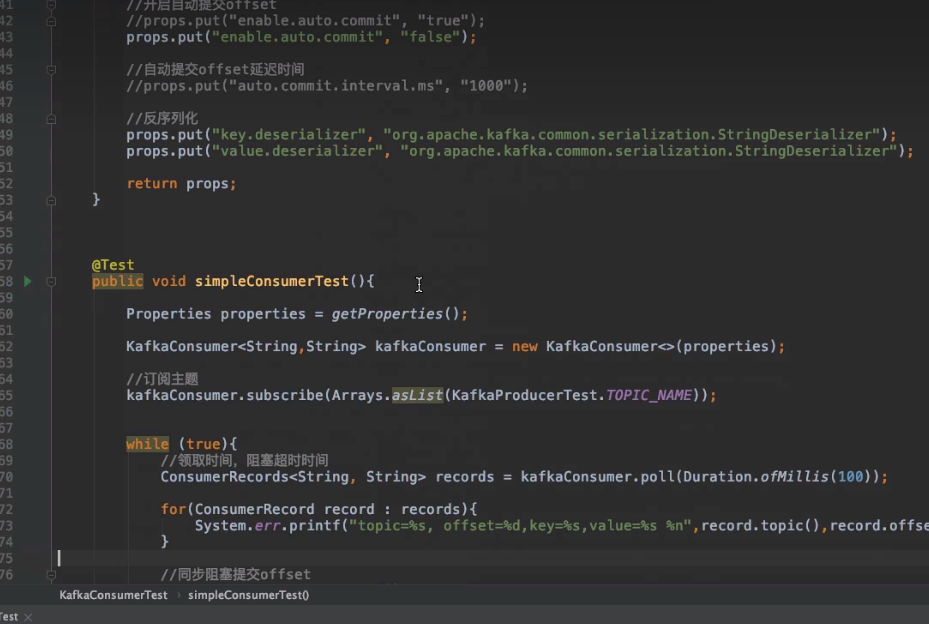 41 //开启自动提交offset
42 //props.put("enable.auto.commit", "true");
43 props.put("enable.auto.commit", "false");
44
45 //自动提交offset延迟时间
46 //props.put("auto.commit.interval.ms", "1000");
47
48 //反序列化
49 props.put("key.deserializer", "org.apache.kafka.common.serialization.StringDeserializer");
50 props.put("value.deserializer", "org.apache.kafka.common.serialization.StringDeserializer");
51
52 return props;
53 }
54
55
56
57 @Test
58 public void simpleConsumerTest(){
59
60 Properties properties = getProperties();
61
62 KafkaConsumer<String,String> kafkaConsumer = new KafkaConsumer<>(properties);
63
64 //订阅主题
65 kafkaConsumer.subscribe(Arrays.asList(KafkaProducerTest.TOPIC_NAME));
66
67
68 while (true){
69 //领取时间，阻塞超时时间
70 ConsumerRecords<String, String> records = kafkaConsumer.poll(Duration.ofMillis(100));
71
72 for(ConsumerRecord record : records){
73 System.err.printf("topic=%s, offset=%d,key=%s,value=%s %n",record.topic(),record.offse
74 }
75
76 //同步阻塞提交offset
KafkaConsumerTest › simpleConsumerTest()
Test ×